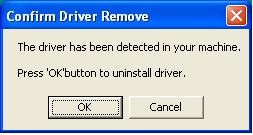 Confirm Driver Remove
The driver has been detected in your machine.
Press 'OK'button to uninstall driver.
OK
Cancel